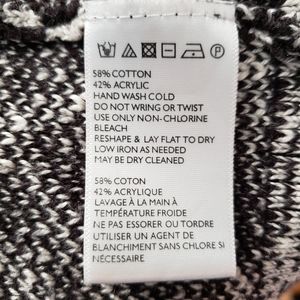 58% COTTON
42% ACRYLIC
HAND WASH COLD
DO NOT WRING OR TWIST
USE ONLY NON-CHLORINE
BLEACH
RESHAPE & LAY FLAT TO DRY
LOW IRON AS NEEDED
MAY BE DRY CLEANED
58% COTON
42% ACRYLIQUE
LAVAGE À LA MAIN À
TEMPÉRATURE FROIDE
NE PAS ESSORER OU TORDRE
UTILISER UN AGENT DE
BLANCHIMENT SANS CHLORE SI
NÉCESSAIRE